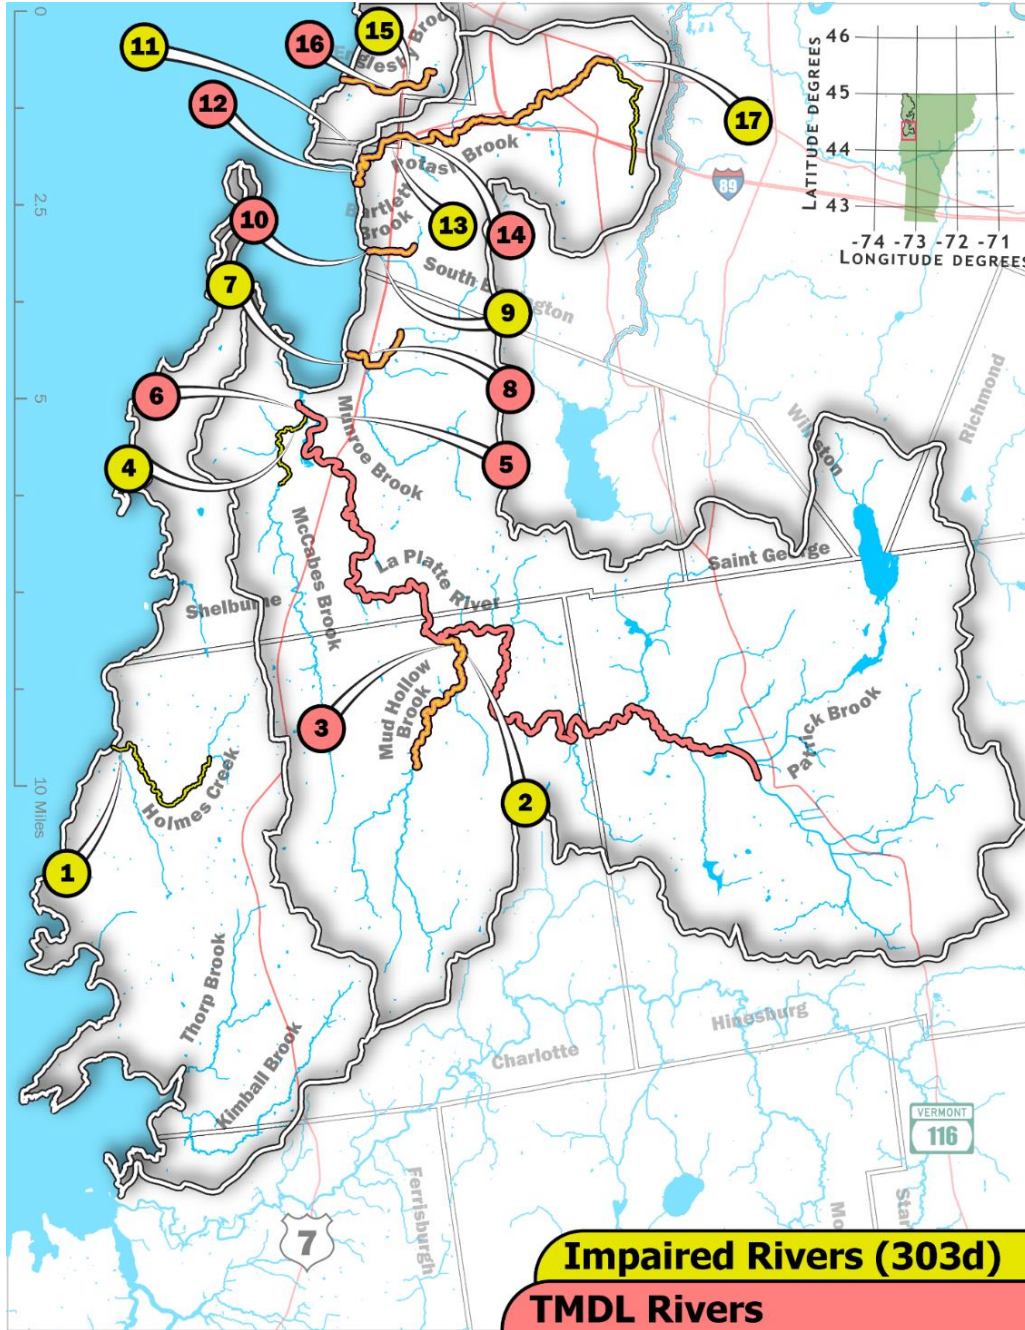 0
2.5
5
10 Miles
11
16
15
12
17
10
13
14
7
9
6
8
4
5
3
2
1
Englesby Brook
Potash Brook
Bartlett
Brook
South Burlington
Munroe Brook
McCabes Brook
La Platte River
Shelburne
Saint George
Williston
Richmond
Mud Hollow
Brook
Patrick Brook
Holmes Creek
Thorp Brook
Kimball Brook
Charlotte
Hinesburg
Ferrisburgh
Mo
Star
89
7
VERMONT
116
LATITUDE DEGREES
46
45
44
43
-74 -73 -72 -71
LONGITUDE DEGREES
Impaired Rivers (303d)
TMDL Rivers